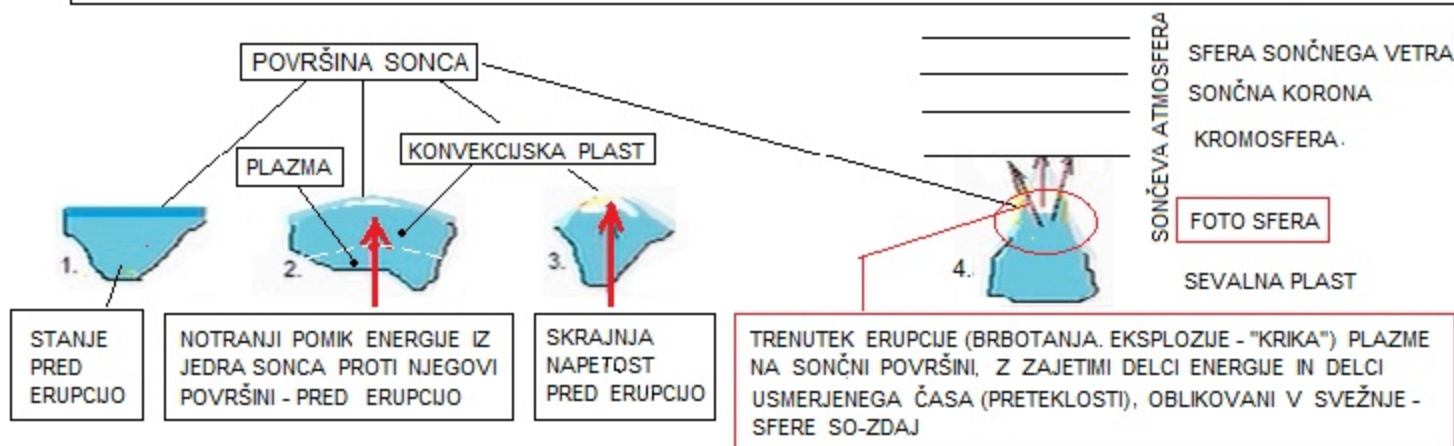 POVRŠINA SONCA
PLAZMA
KONVEKCIJSKA PLAST
SONČEVA ATMOSFERA
SFERA SONČNEGA VETRA
SONČNA KORONA
KROMOSFERA.
FOTO SFERA
SEVALNA PLAST
1.
2.
3.
4.
STANJE
PRED
ERUPCIJO
NOTRANJI POMIK ENERGIJE IZ
JEDRA SONCA PROTI NJEGOVI
POVRŠINI - PRED ERUPCIJO
SKRAJNJA
NAPETOST
PRED ERUPCIJO
TRENUTEK ERUPCIJE (BRBOTANJA. EKSPLOZIJE - "KRIKA") PLAZME
NA SONČNI POVRŠINI, Z ZAJETIMI DELCI ENERGIJE IN DELCI
USMERJENEGA ČASA (PRETEKLOSTI), OBLIKOVANI V SVEŽNJE -
SFERE SO-ZDAJ